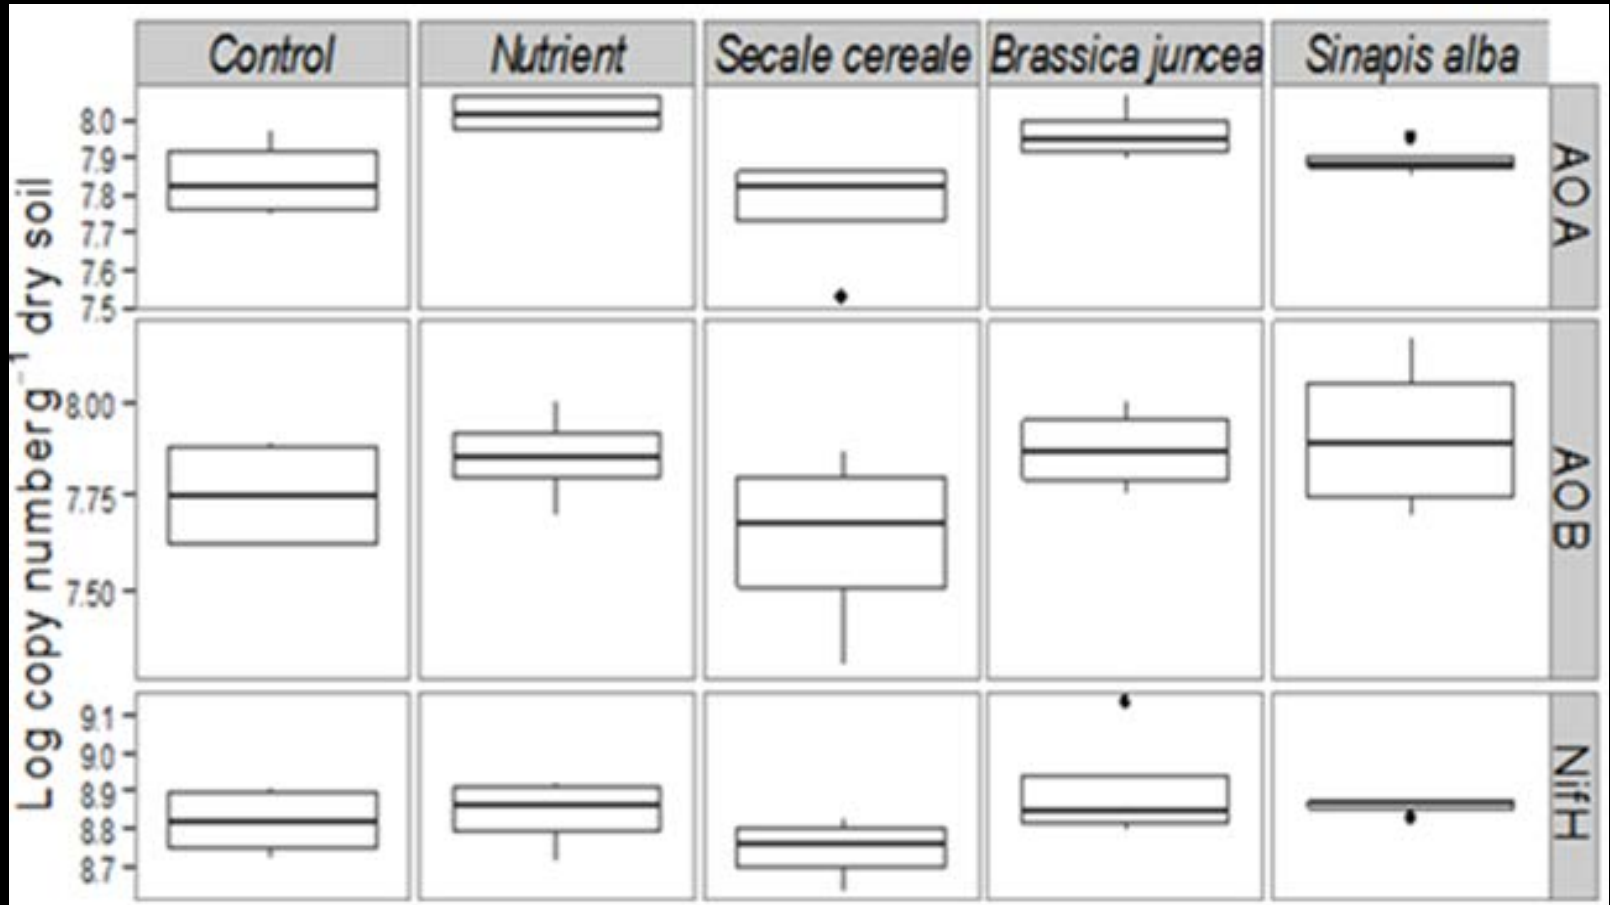 Control Nutrient Secale cereale Brassica juncea Sinapis alba
Log copy number g⁻¹ dry soil
8.0
7.9
7.8
7.7
7.6
7.5
AOA
8.00
7.75
7.50
AOB
9.1
9.0
8.9
8.8
8.7
NifH